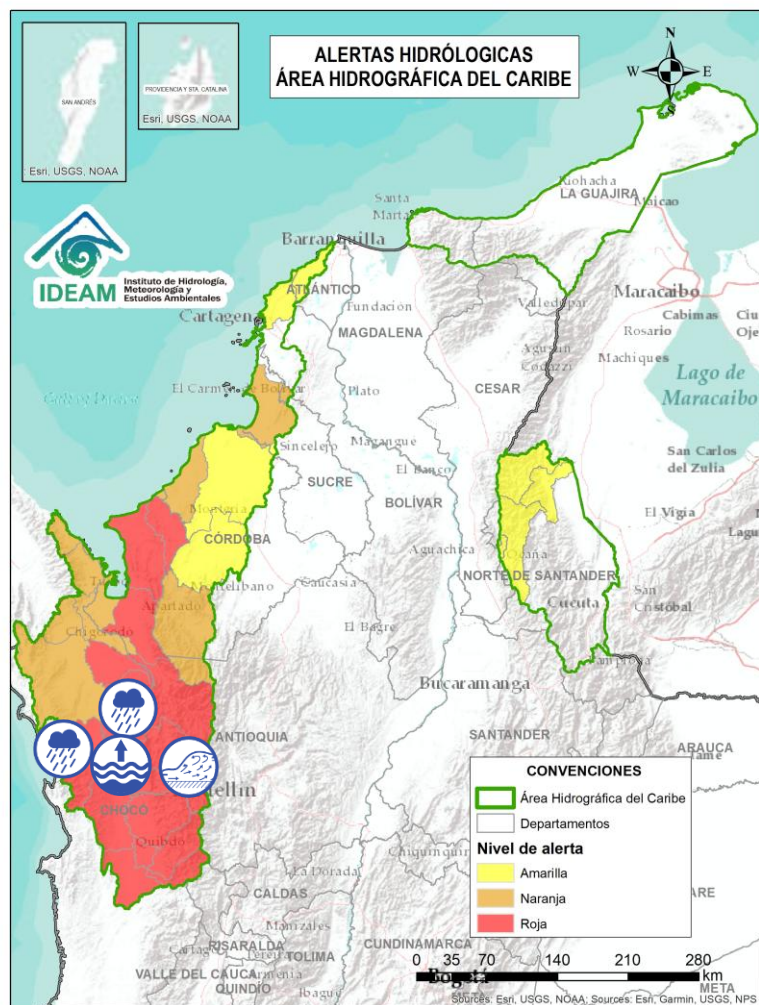 ALERTAS HIDRÓLOGICAS
ÁREA HIDROGRÁFICA DEL CARIBE
N
W
E
S
SAN ANDRÉS
Esri, USGS, NOAA
PROVIDENCIA Y STA. CATALINA
Esri, USGS, NOAA
IDEAM
Instituto de Hidrología,
Meteorología y
Estudios Ambientales
Riohacha
LA GUAJIRA
Maicao
Santa
Marta
Barranquilla
ATLÁNTICO
Cartagena
Fundación
MAGDALENA
Valledupar
Maracaibo
Cabimas
Rosario
Machiques
Agustín
Codazzi
CESAR
Lago de
Maracaibo
El Carmen de Bolívar
Plato
Sincelejo
Magangué
San Carlos
del Zulia
SUCRE
El Banco
BOLÍVAR
Montería
CÓRDOBA
El Vigía
Aguachica
Ocaña
NORTE DE SANTANDER
Montelíbano
Caucasia
San
Cristóbal
Cúcuta
Apartadó
Chigorodó
El Bagre
Pamplona
Bucaramanga
ANTIOQUIA
SANTANDER
ARAUCA
CHOCÓ
Quibdó
La Dorada
CALDAS
Manizales
RISARALDA
Pereira
TOLIMA
CUNDINAMARCA
VALLE DEL CAUCA
Armenia
QUINDÍO
Ibagué
Bogotá
META
CONVENCIONES
Área Hidrográfica del Caribe
Departamentos
Nivel de alerta
Amarilla
Naranja
Roja
0 35 70 140 210 280
km
Sources: Esri, USGS, NOAA; Sources: Esri, Garmin, USGS, NPS